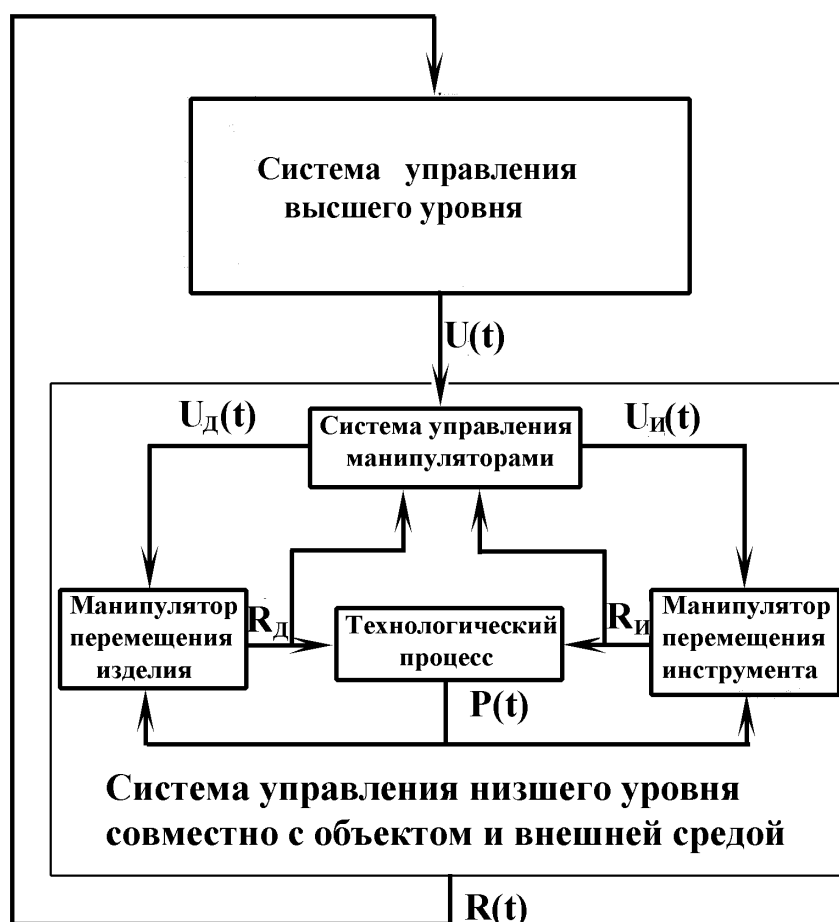 Система управления
высшего уровня
U(t)
UД(t)
Система управления
манипуляторами
UИ(t)
Манипулятор
перемещения
изделия
RД
Технологический
процесс
RИ
Манипулятор
перемещения
инструмента
P(t)
Система управления низшего уровня
совместно с объектом и внешней средой
R(t)